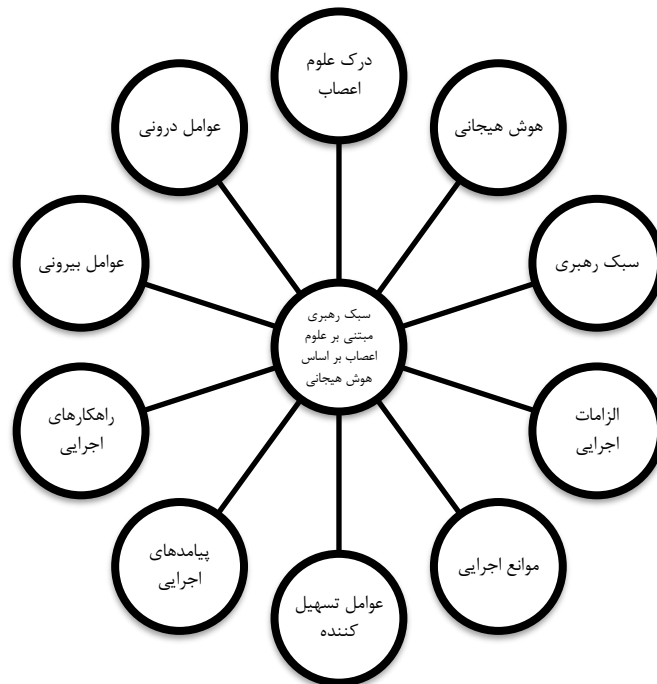 درک علوم
اعصاب
هوش هیجانی
سبک رهبری
الزامات
اجرایی
موانع اجرایی
عوامل تسهیل
کننده
پیامدهای
اجرایی
راهکارهای
اجرایی
عوامل بیرونی
عوامل درونی
سبک رهبری
مبتنی بر علوم
اعصاب بر اساس
هوش هیجانی